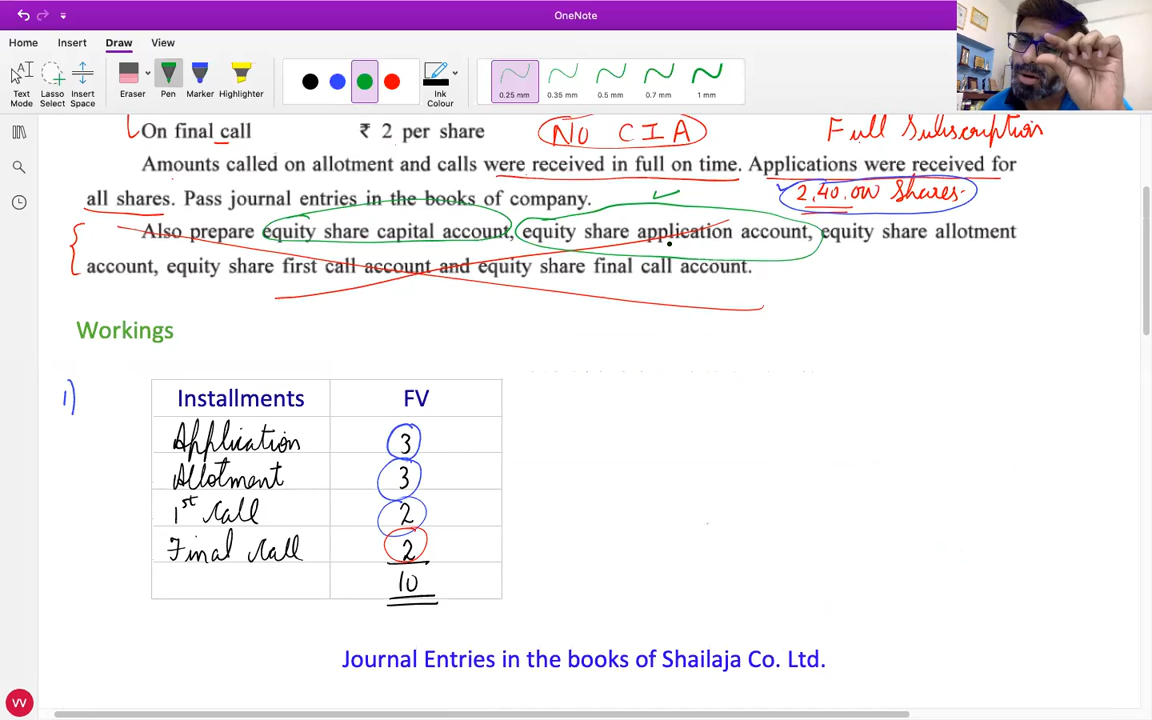 OneNote
Home Insert Draw View
Text Mode Lasso Select Insert Space Eraser Pen Marker Highlighter Ink Colour 0.25 mm 0.35 mm 0.5 mm 0.7 mm 1 mm
On final call ₹ 2 per share No CIA Full Subscription
Amounts called on allotment and calls were received in full on time. Applications were received for
all shares. Pass journal entries in the books of company. 2,40,000 Shares
Also prepare equity share capital account, equity share application account, equity share allotment
account, equity share first call account and equity share final call account.
Workings
1)
Installments FV
Application 3
Allotment 3
1st Call 2
Final Call 2
10
Journal Entries in the books of Shailaja Co. Ltd.
VV